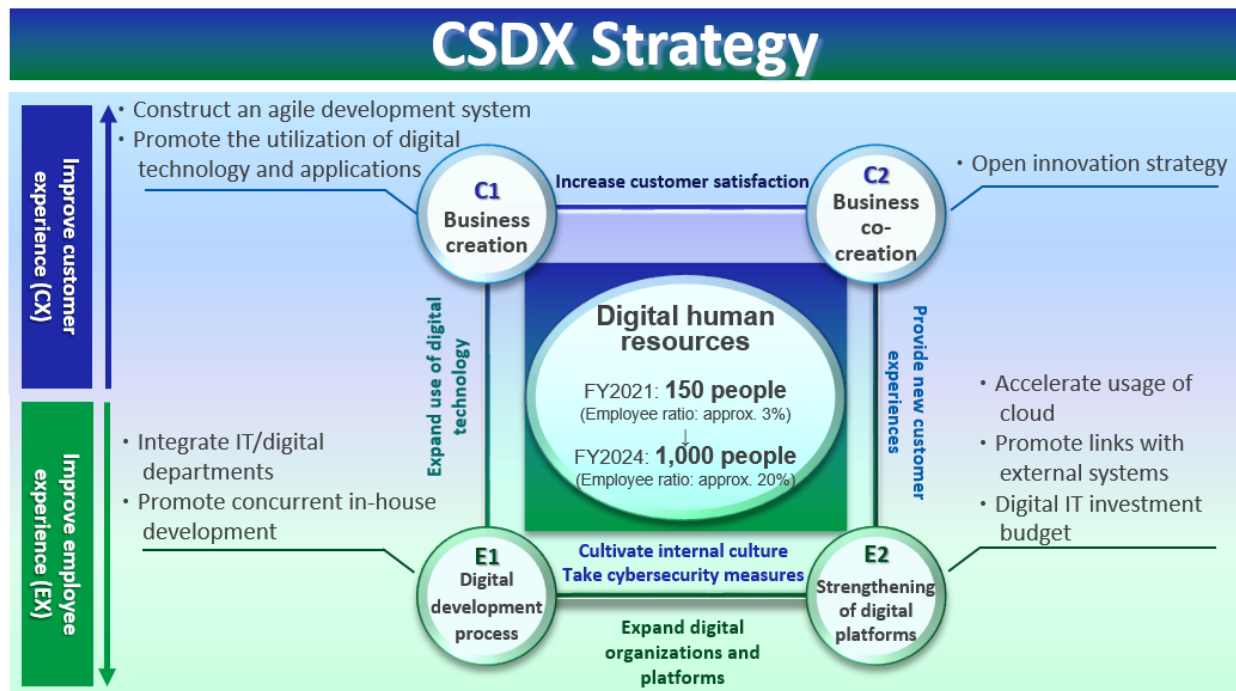 CSDX Strategy
Improve customer
experience (CX)
・Construct an agile development system
・Promote the utilization of digital
technology and applications
C1
Business
creation
Increase customer satisfaction
C2
Business
co-
creation
・Open innovation strategy
Expand use of digital
technology
Digital human
resources
FY2021: 150 people
(Employee ratio: approx. 3%)
↓
FY2024: 1,000 people
(Employee ratio: approx. 20%)
Provide new customer
experiences
Improve employee
experience (EX)
・Integrate IT/digital
departments
・Promote concurrent in-house
development
・Accelerate usage of
cloud
・Promote links with
external systems
・Digital IT investment
budget
E1
Digital
development
process
Cultivate internal culture
Take cybersecurity measures
E2
Strengthening
of digital
platforms
Expand digital
organizations and
platforms